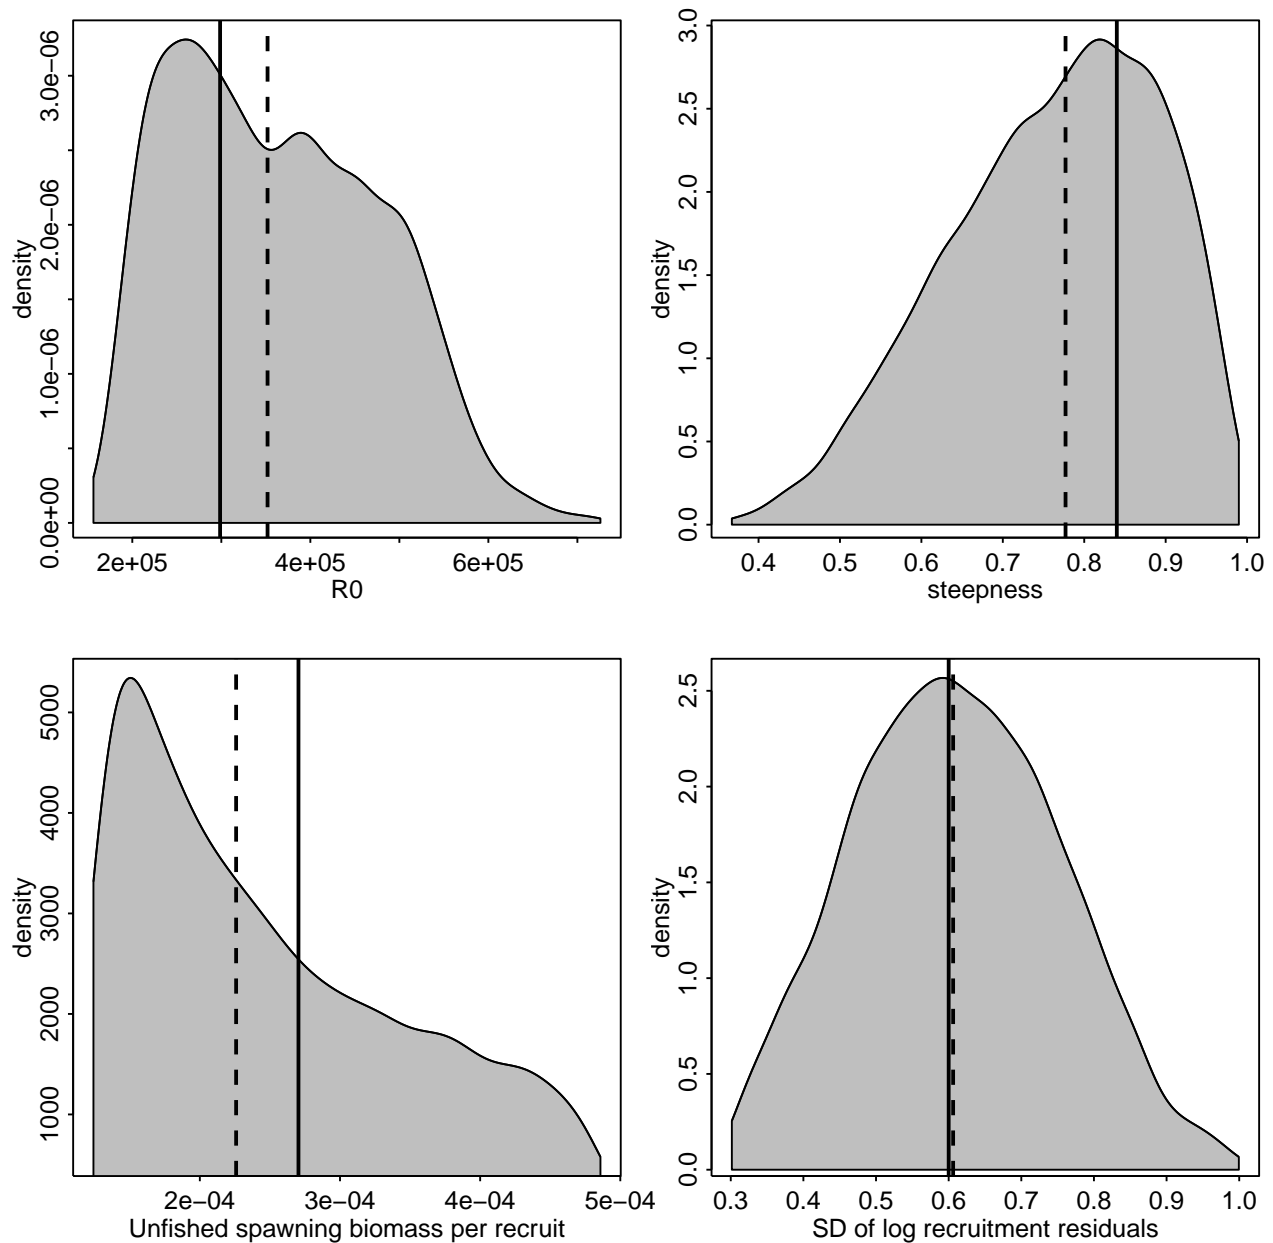 density
0.0e+00 1.0e−06 2.0e−06 3.0e−06
2e+05 4e+05 6e+05
R0
density
0.0 0.5 1.0 1.5 2.0 2.5 3.0
0.4 0.5 0.6 0.7 0.8 0.9 1.0
steepness
density
1000 2000 3000 4000 5000
2e−04 3e−04 4e−04 5e−04
Unfished spawning biomass per recruit
density
0.0 0.5 1.0 1.5 2.0 2.5
0.3 0.4 0.5 0.6 0.7 0.8 0.9 1.0
SD of log recruitment residuals